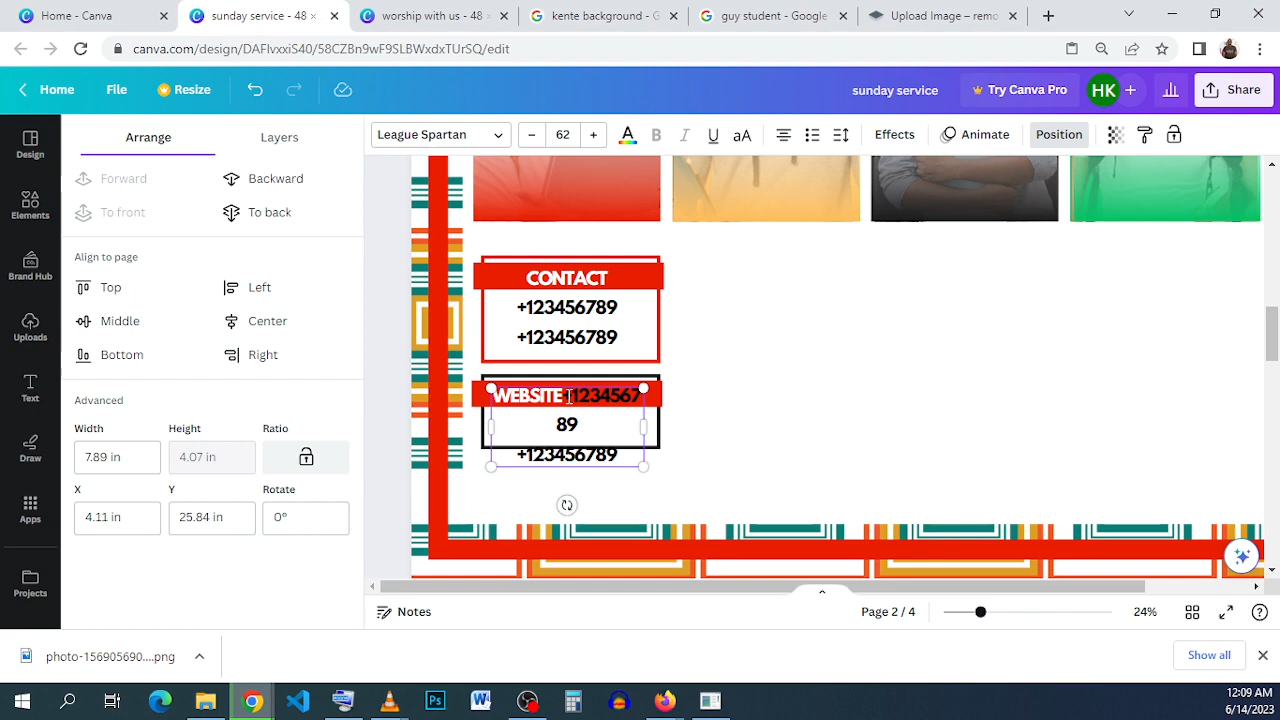 Home - Canva
sunday service - 48 ×
worship with us - 48 ×
kente background - G
guy student - Google
Upload Image – remo
canva.com/design/DAFlvxxiS40/58CZBn9wF9SLBWxdxTUrSQ/edit
Home
File
Resize
sunday service
Try Canva Pro
HK
Share
Arrange
Layers
League Spartan
62
A
B
I
U
aA
Effects
Animate
Position
Design
Elements
Brand Hub
Uploads
Text
Draw
Apps
Projects
Forward
Backward
To front
To back
Align to page
Top
Left
Middle
Center
Bottom
Right
Advanced
Width
Height
Ratio
7.89 in
4.07 in
X
Y
Rotate
4.11 in
25.84 in
0°
CONTACT
+123456789
+123456789
WEBSITE +1234567
89
+123456789
Notes
Page 2 / 4
24%
photo-156905690....png
Show all
12:09 AM
6/14/2023